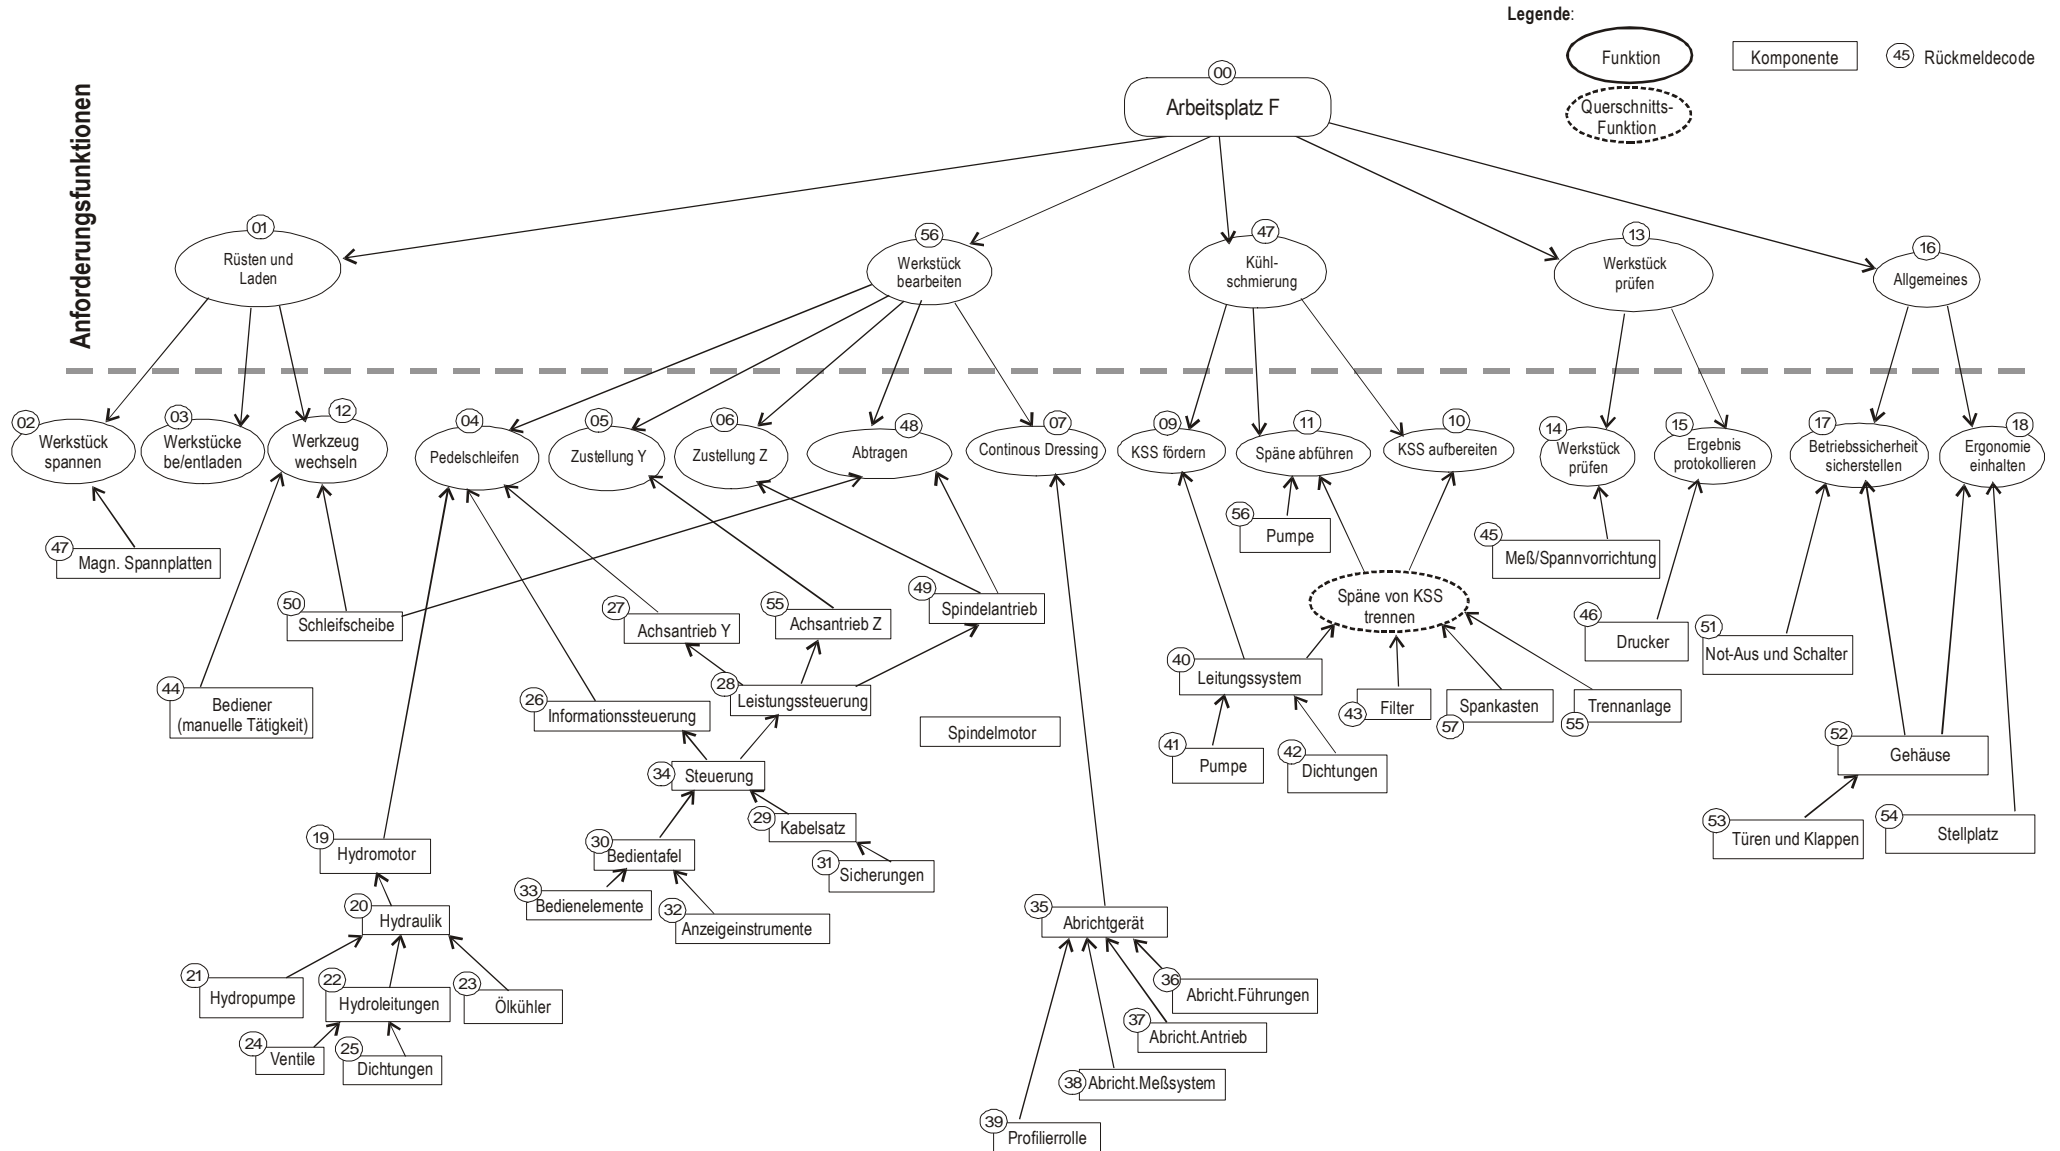 Legende:
Funktion
Komponente
45
Rückmeldecode
Querschnitts-
Funktion
Anforderungsfunktionen
00
Arbeitsplatz F
01
Rüsten und
Laden
56
Werkstück
bearbeiten
47
Kühl-
schmierung
13
Werkstück
prüfen
16
Allgemeines
02
Werkstück
spannen
03
Werkstücke
be/entladen
12
Werkzeug
wechseln
04
Pedelschleifen
05
Zustellung Y
06
Zustellung Z
48
Abtragen
07
Continous Dressing
09
KSS fördern
11
Späne abführen
10
KSS aufbereiten
14
Werkstück
prüfen
15
Ergebnis
protokollieren
17
Betriebssicherheit
sicherstellen
18
Ergonomie
einhalten
47
Magn. Spannplatten
56
Pumpe
45
Meß/Spannvorrichtung
50
Schleifscheibe
27
Achsantrieb Y
55
Achsantrieb Z
49
Spindelantrieb
Späne von KSS
trennen
46
Drucker
51
Not-Aus und Schalter
44
Bediener
(manuelle Tätigkeit)
26
Informationssteuerung
28
Leistungssteuerung
Spindelmotor
40
Leitungssystem
43
Filter
57
Spankasten
55
Trennanlage
41
Pumpe
42
Dichtungen
52
Gehäuse
34
Steuerung
29
Kabelsatz
53
Türen und Klappen
54
Stellplatz
19
Hydromotor
30
Bedientafel
31
Sicherungen
33
Bedienelemente
32
Anzeigeinstrumente
20
Hydraulik
35
Abrichtgerät
21
Hydropumpe
22
Hydroleitungen
23
Ölkühler
36
Abricht.Führungen
37
Abricht.Antrieb
24
Ventile
25
Dichtungen
38
Abricht.Meßsystem
39
Profilierrolle